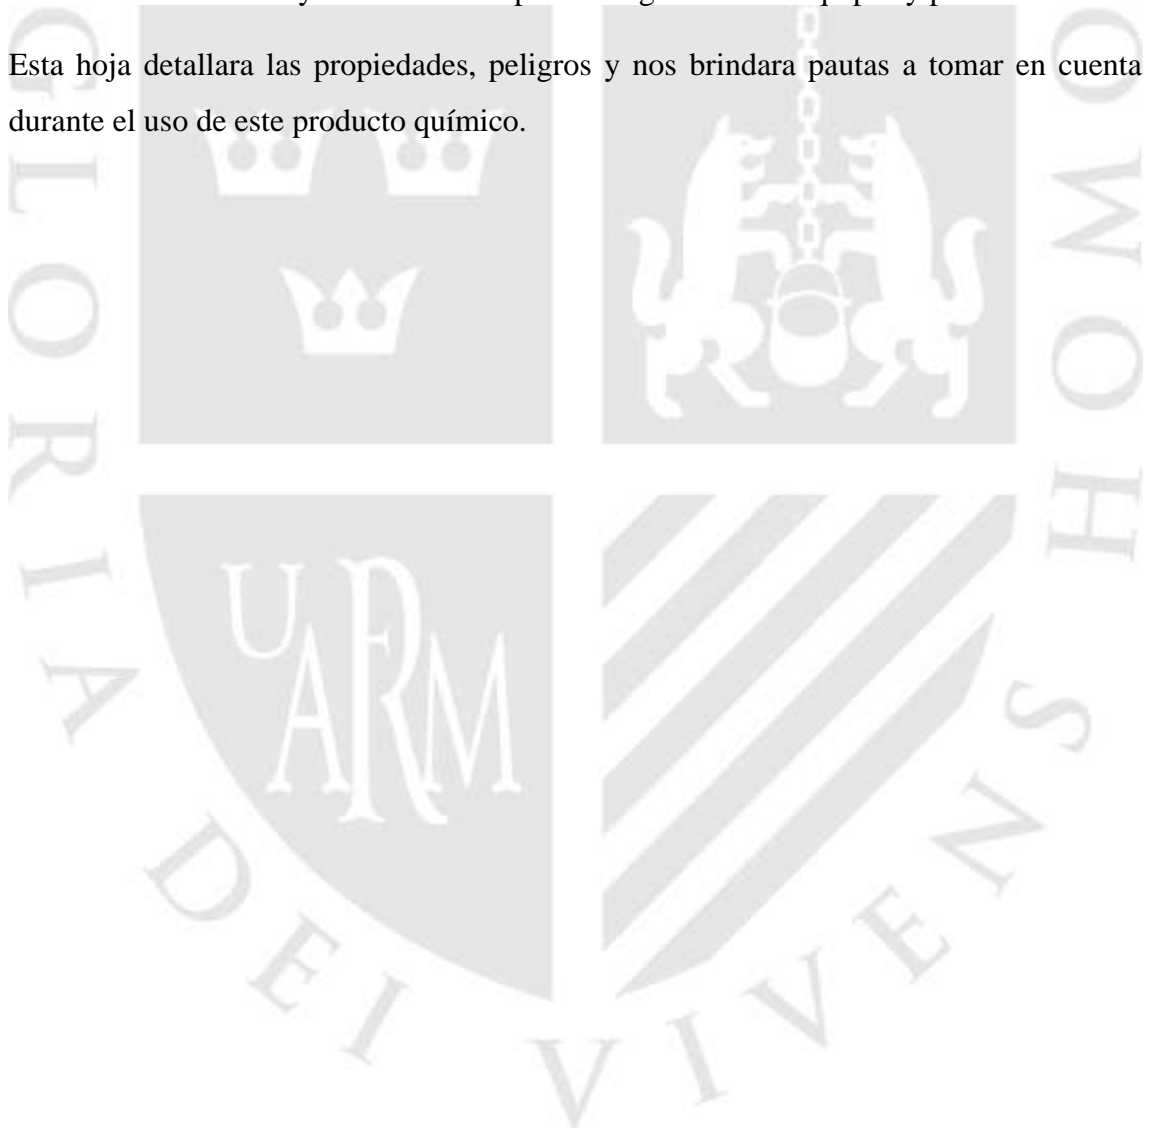 Esta hoja detallara las propiedades, peligros y nos brindara pautas a tomar en cuenta
durante el uso de este producto químico.
GLORIA DEI VIVENS HOMO
UARM